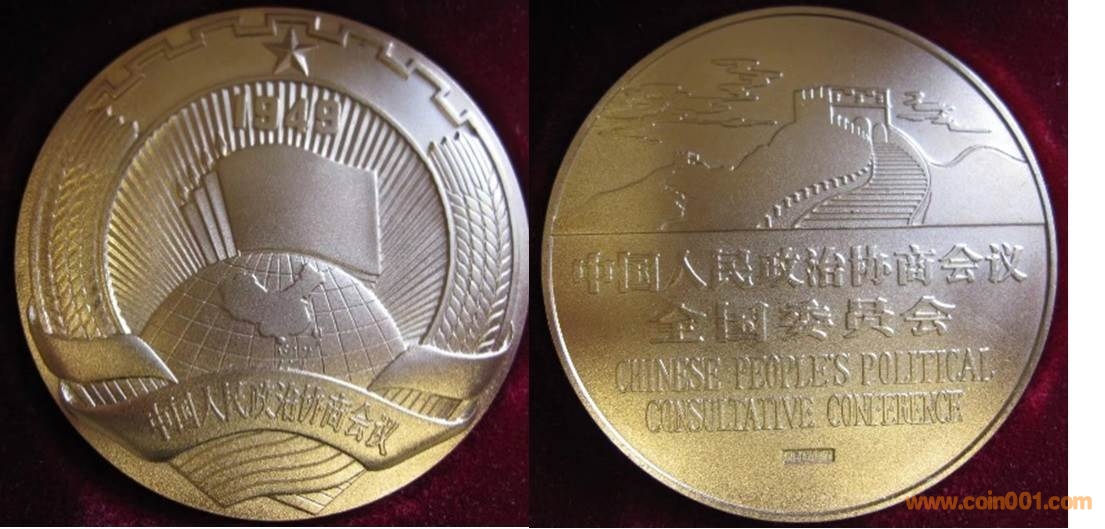 1949
中国人民政治协商会议
中国人民政治协商会议
全国委员会
CHINESE PEOPLE'S POLITICAL
CONSULTATIVE CONFERENCE
www.coin001.com